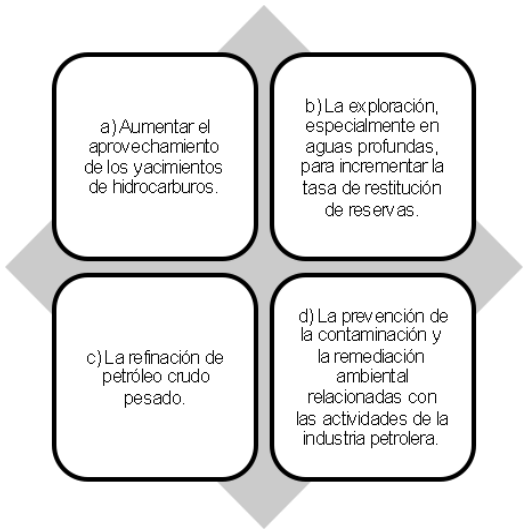 a) Aumentar el
aprovechamiento
de los yacimientos
de hidrocarburos.
b) La exploración,
especialmente en
aguas profundas,
para incrementar la
tasa de restitución
de reservas.
c) La refinación de
petróleo crudo
pesado.
d) La prevención de
la contaminación y
la remediación
ambiental
relacionadas con
las actividades de la
industria petrolera.